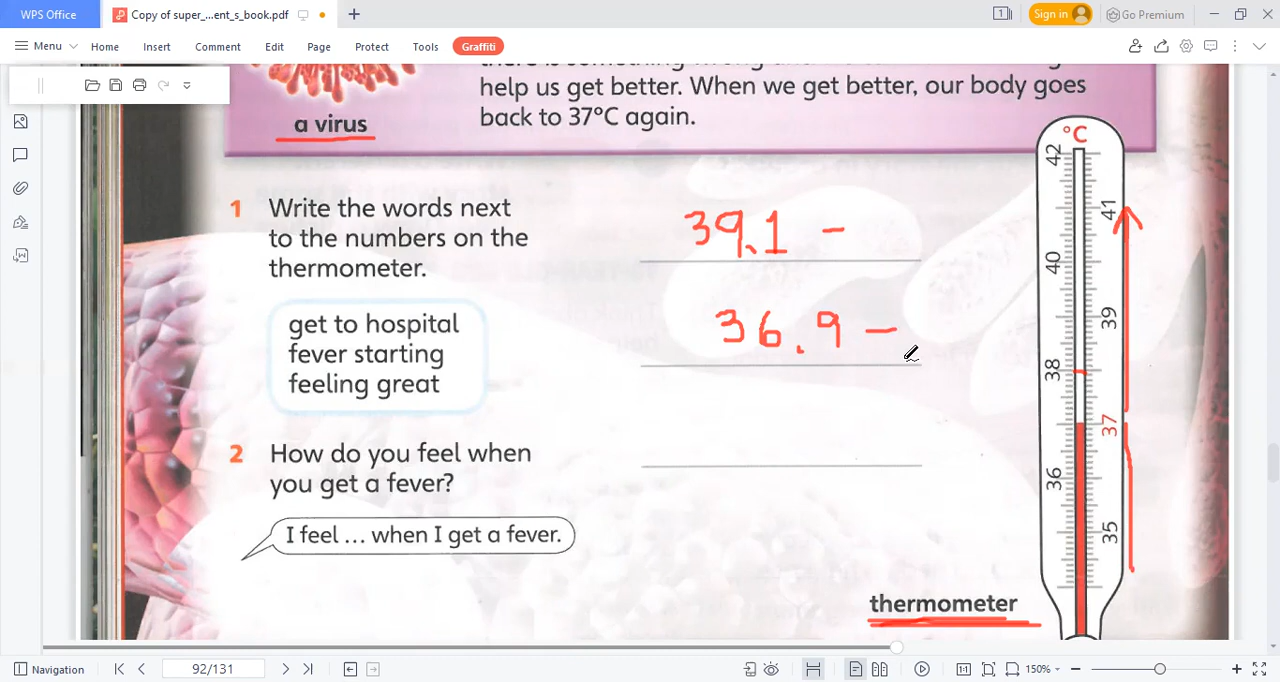 WPS Office
Copy of super_...ent_s_book.pdf
1
Sign in
Go Premium
Menu
Home
Insert
Comment
Edit
Page
Protect
Tools
Graffiti
help us get better. When we get better, our body goes
back to 37°C again.
a virus
1 Write the words next
to the numbers on the
thermometer.
get to hospital
fever starting
feeling great
39.1 -
36.9 -
2 How do you feel when
you get a fever?
I feel ... when I get a fever.
°C
42
41
40
39
38
37
36
35
thermometer
Navigation
92/131
1:1
150%